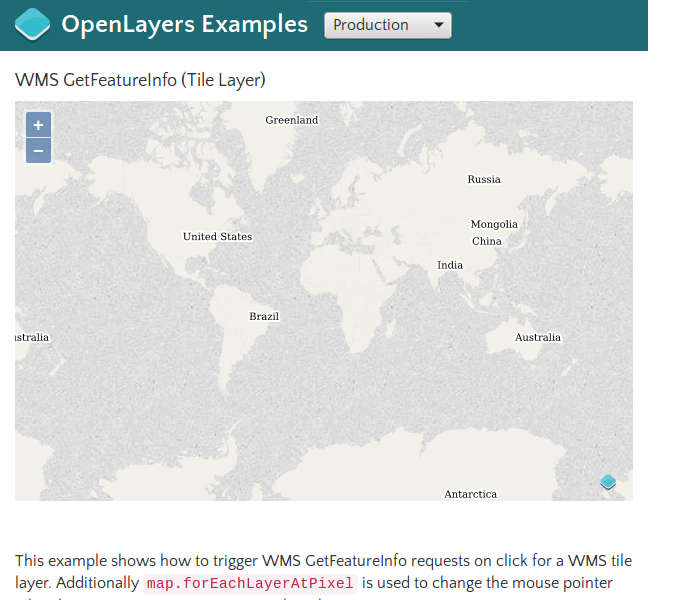 OpenLayers Examples Production
WMS GetFeatureInfo (Tile Layer)
+
Greenland
−
Russia
Mongolia
United States
China
India
Brazil
stralia
Australia
Antarctica
This example shows how to trigger WMS GetFeatureInfo requests on click for a WMS tile
layer. Additionally map.forEachLayerAtPixel is used to change the mouse pointer